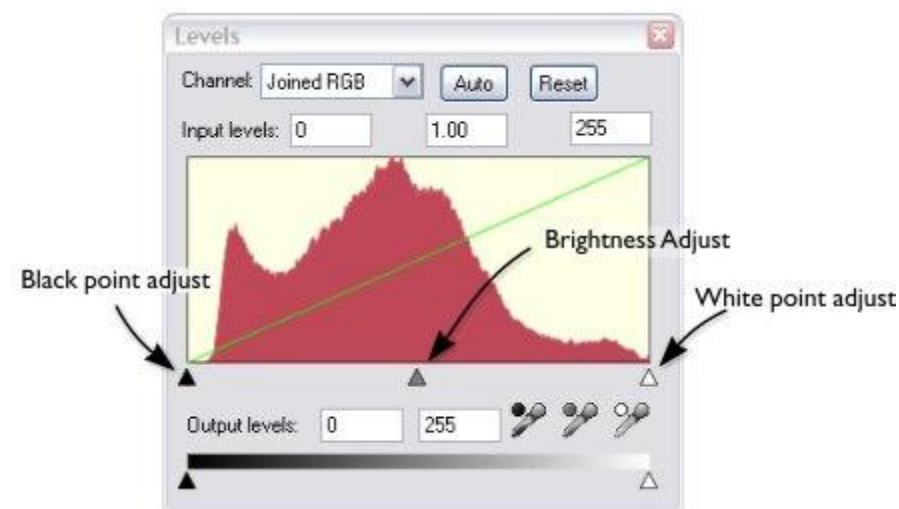 Levels
Channel: Joined RGB Auto Reset
Input levels: 0 1.00 255
Brightness Adjust
Black point adjust
White point adjust
Output levels: 0 255